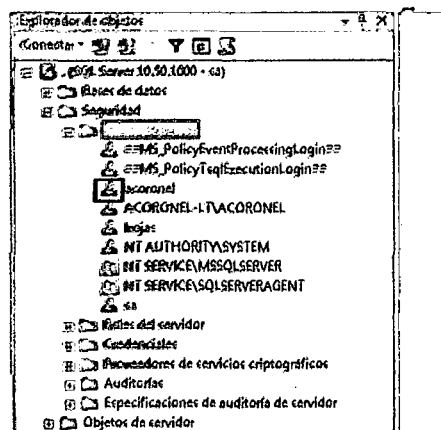 Explorador de objetos
Conectar
. (SQL Server 10.50.1000 - sa)
Bases de datos
Seguridad
##MS_PolicyEventProcessingLogin##
##MS_PolicyTsqlExecutionLogin##
acoronel
ACORONEL-LT\ACORONEL
lrojas
NT AUTHORITY\SYSTEM
NT SERVICE\MSSQLSERVER
NT SERVICE\SQLSERVERAGENT
sa
Roles del servidor
Credenciales
Proveedores de servicios criptográficos
Auditorías
Especificaciones de auditoría de servidor
Objetos de servidor